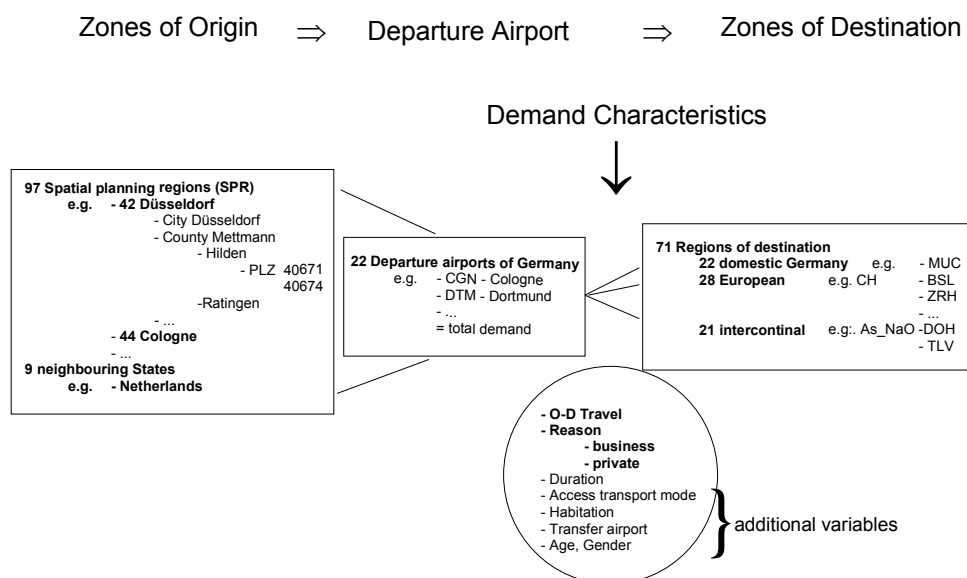 Zones of Origin ⇒ Departure Airport ⇒ Zones of Destination
Demand Characteristics
97 Spatial planning regions (SPR)
e.g. - 42 Düsseldorf
- City Düsseldorf
- County Mettmann
- Hilden
- PLZ 40671
40674
-Ratingen
- ...
- 44 Cologne
- ...
9 neighbouring States
e.g. - Netherlands
22 Departure airports of Germany
e.g. - CGN - Cologne
- DTM - Dortmund
- ...
= total demand
71 Regions of destination
22 domestic Germany e.g. - MUC
28 European e.g. CH - BSL
- ZRH
- ...
21 intercontinal e.g:. As_NaO -DOH
- TLV
- O-D Travel
- Reason
- business
- private
- Duration
- Access transport mode
- Habitation
- Transfer airport
- Age, Gender
additional variables